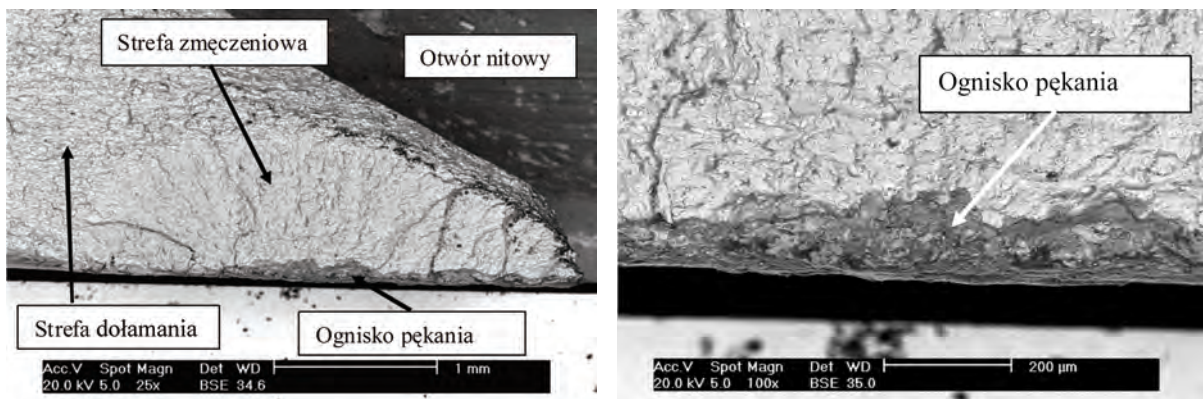 Strefa zmęczeniowa
Otwór nitowy
Strefa dołamania
Ognisko pękania
Acc.V Spot Magn Det WD 1 mm
20.0 kV 5.0 25x BSE 34.6
Ognisko pękania
Acc.V Spot Magn Det WD 200 µm
20.0 kV 5.0 100x BSE 35.0